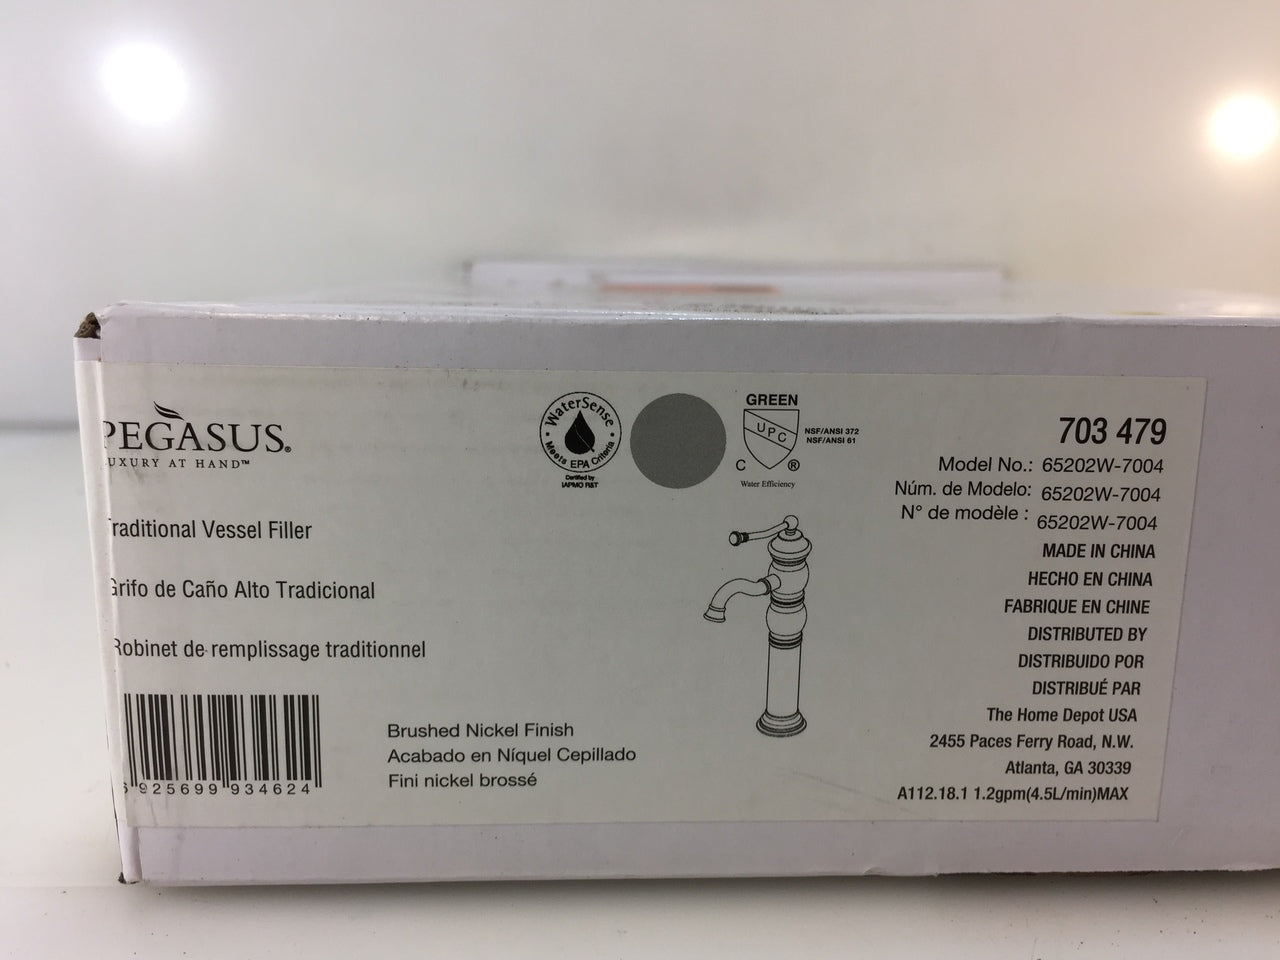 PEGASUS®
LUXURY AT HAND™
Traditional Vessel Filler
Grifo de Caño Alto Tradicional
Robinet de remplissage traditionnel
6 925699 934624
Brushed Nickel Finish
Acabado en Níquel Cepillado
Fini nickel brossé
WaterSense
Meets EPA Criteria
Certified by
IAPMO R&T
GREEN
UPC
C ®
Water Efficiency
NSF/ANSI 372
NSF/ANSI 61
703 479
Model No.: 65202W-7004
Núm. de Modelo: 65202W-7004
N° de modèle : 65202W-7004
MADE IN CHINA
HECHO EN CHINA
FABRIQUE EN CHINE
DISTRIBUTED BY
DISTRIBUIDO POR
DISTRIBUÉ PAR
The Home Depot USA
2455 Paces Ferry Road, N.W.
Atlanta, GA 30339
A112.18.1 1.2gpm(4.5L/min)MAX